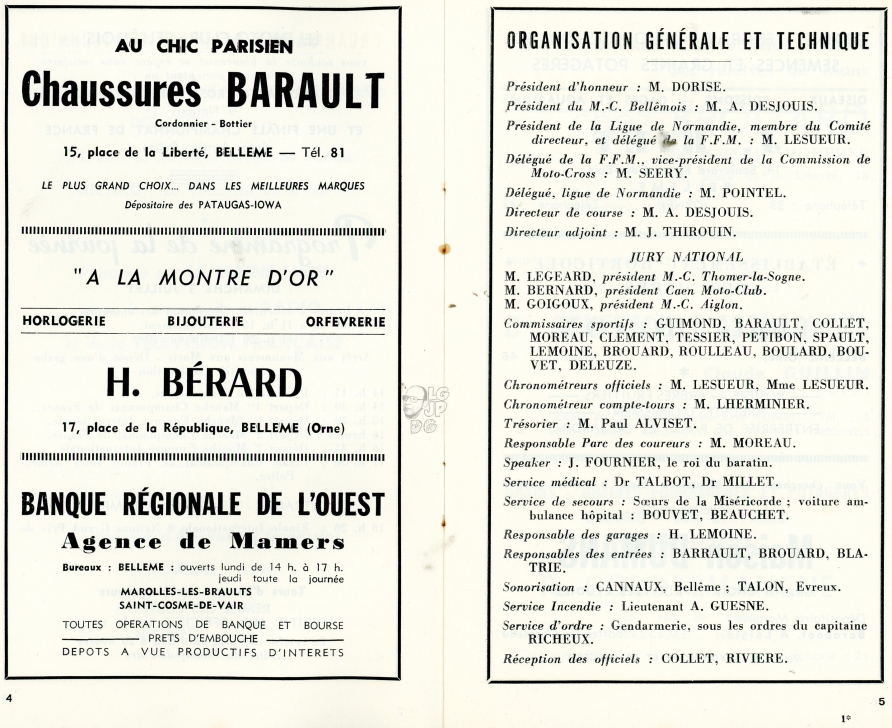 AU CHIC PARISIEN
Chaussures BARAULT
Cordonnier - Bottier
15, place de la Liberté, BELLEME — Tél. 81
LE PLUS GRAND CHOIX... DANS LES MEILLEURES MARQUES
Dépositaire des PATAUGAS-IOWA
"A LA MONTRE D'OR"
HORLOGERIE BIJOUTERIE ORFEVRERIE
H. BÉRARD
17, place de la République, BELLEME (Orne)
BANQUE RÉGIONALE DE L'OUEST
Agence de Mamers
Bureaux : BELLEME : ouverts lundi de 14 h. à 17 h.
jeudi toute la journée
MAROLLES-LES-BRAULTS
SAINT-COSME-DE-VAIR
TOUTES OPERATIONS DE BANQUE ET BOURSE
PRETS D'EMBOUCHE
DEPOTS A VUE PRODUCTIFS D'INTERETS
4
ORGANISATION GÉNÉRALE ET TECHNIQUE
Président d'honneur : M. DORISE.
Président du M.-C. Bellêmois : M. A. DESJOUIS.
Président de la Ligue de Normandie, membre du Comité
directeur, et délégué de la F.F.M. : M. LESUEUR.
Délégué de la F.F.M., vice-président de la Commission de
Moto-Cross : M. SEERY.
Délégué, ligue de Normandie : M. POINTEL.
Directeur de course : M. A. DESJOUIS.
Directeur adjoint : M. J. THIROUIN.
JURY NATIONAL
M. LEGEARD, président M.-C. Thomer-la-Sogne.
M. BERNARD, président Caen Moto-Club.
M. GOIGOUX, président M.-C. Aiglon.
Commissaires sportifs : GUIMOND, BARAULT, COLLET,
MOREAU, CLEMENT, TESSIER, PETIBON, SPAULT,
LEMOINE, BROUARD, ROULLEAU, BOULARD, BOU-
VET, DELEUZE.
Chronométreurs officiels : M. LESUEUR, Mme LESUEUR.
Chronométreur compte-tours : M. LHERMINIER.
Trésorier : M. Paul ALVISET.
Responsable Parc des coureurs : M. MOREAU.
Speaker : J. FOURNIER, le roi du baratin.
Service médical : Dr TALBOT, Dr MILLET.
Service de secours : Sœurs de la Miséricorde ; voiture am-
bulance hôpital : BOUVET, BEAUCHET.
Responsable des garages : H. LEMOINE.
Responsables des entrées : BARRAULT, BROUARD, BLA-
TRIE.
Sonorisation : CANNAUX, Bellême ; TALON, Evreux.
Service Incendie : Lieutenant A. GUESNE.
Service d'ordre : Gendarmerie, sous les ordres du capitaine
RICHEUX.
Réception des officiels : COLLET, RIVIERE.
5
1*
LG
JP
DG